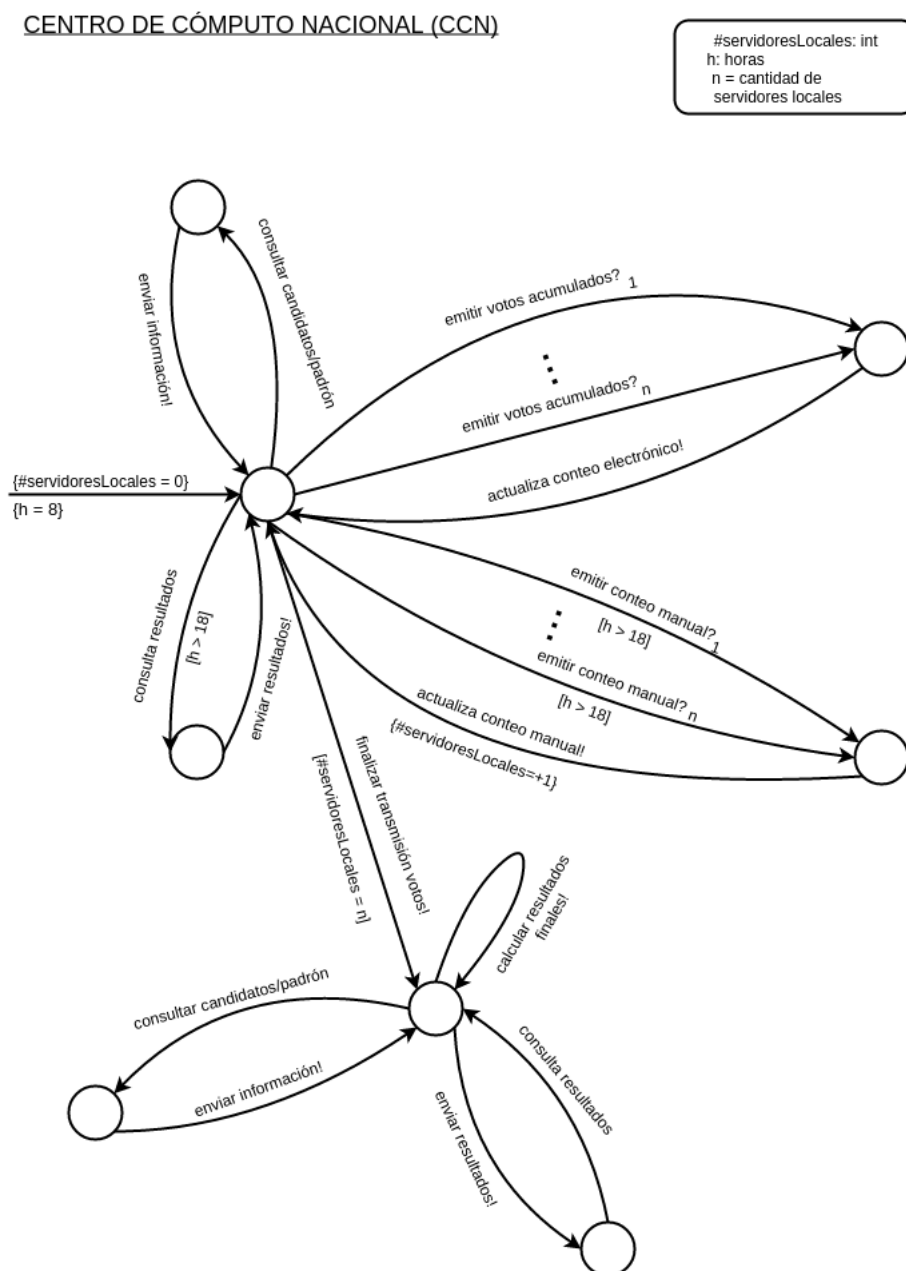 CENTRO DE CÓMPUTO NACIONAL (CCN)
#servidoresLocales: int
h: horas
n = cantidad de
servidores locales
consultar candidatos/padrón
enviar información!
emitir votos acumulados? 1
emitir votos acumulados? n
actualiza conteo electrónico!
{#servidoresLocales = 0}
{h = 8}
emitir conteo manual? 1
[h > 18]
emitir conteo manual? n
[h > 18]
actualiza conteo manual!
{#servidoresLocales=+1}
consulta resultados
[h > 18]
enviar resultados!
finalizar transmisión votos!
[#servidoresLocales = n]
calcular resultados
finales!
consultar candidatos/padrón
enviar información!
consulta resultados
enviar resultados!